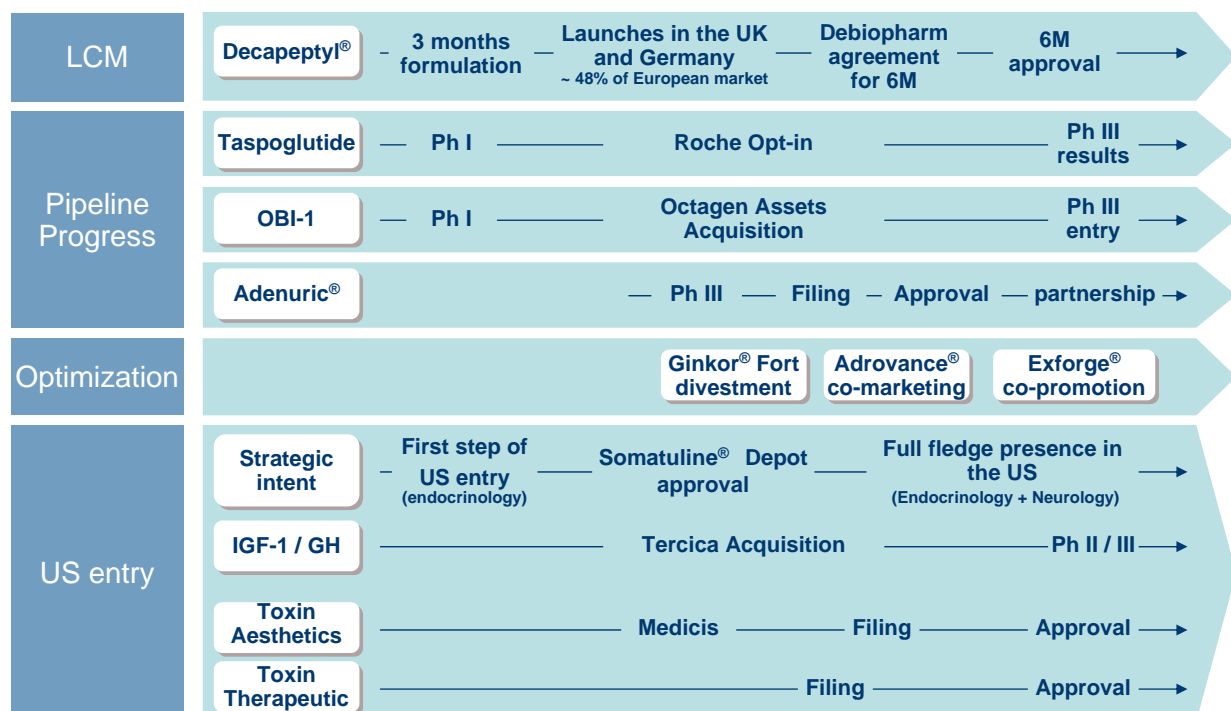 LCM
Decapeptyl®
3 months
formulation
Launches in the UK
and Germany
~ 48% of European market
Debiopharm
agreement
for 6M
6M
approval
Pipeline
Progress
Taspoglutide
Ph I
Roche Opt-in
Ph III
results
OBI-1
Ph I
Octagen Assets
Acquisition
Ph III
entry
Adenuric®
Ph III
Filing
Approval
partnership
Optimization
Ginkor® Fort
divestment
Adrovance®
co-marketing
Exforge®
co-promotion
US entry
Strategic
intent
First step of
US entry
(endocrinology)
Somatuline® Depot
approval
Full fledge presence in
the US
(Endocrinology + Neurology)
IGF-1 / GH
Tercica Acquisition
Ph II / III
Toxin
Aesthetics
Medicis
Filing
Approval
Toxin
Therapeutic
Filing
Approval